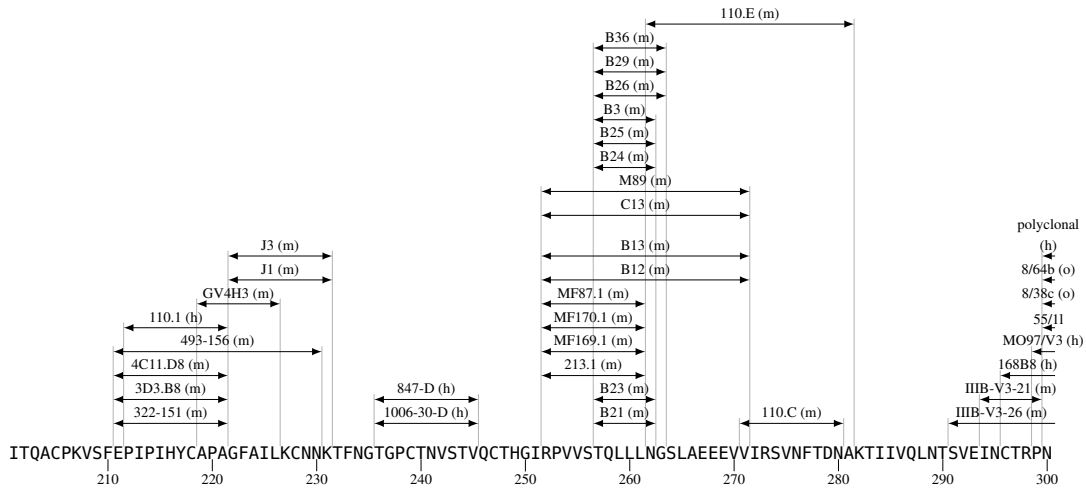 110.E (m)
B36 (m)
B29 (m)
B26 (m)
B3 (m)
B25 (m)
B24 (m)
M89 (m)
C13 (m)
polyclonal
J3 (m) B13 (m) (h)
J1 (m) B12 (m) 8/64b (o)
GV4H3 (m) MF87.1 (m) 8/38c (o)
110.1 (h) MF170.1 (m) 55/11
493-156 (m) MF169.1 (m) MO97/V3 (h)
4C11.D8 (m) 213.1 (m) 168B8 (h)
3D3.B8 (m) 847-D (h) B23 (m) IIIB-V3-21 (m)
322-151 (m) 1006-30-D (h) B21 (m) 110.C (m) IIIB-V3-26 (m)
ITQACPKVSFEPIPIHYCAPAGFAILKCNNKTFNGTGPCTNVSTVQCTHGIRPVVSTQLLLNGSLAEEEVVIRSVNFTDNAKTIIVQLNTSVEINCTRPN
210 220 230 240 250 260 270 280 290 300